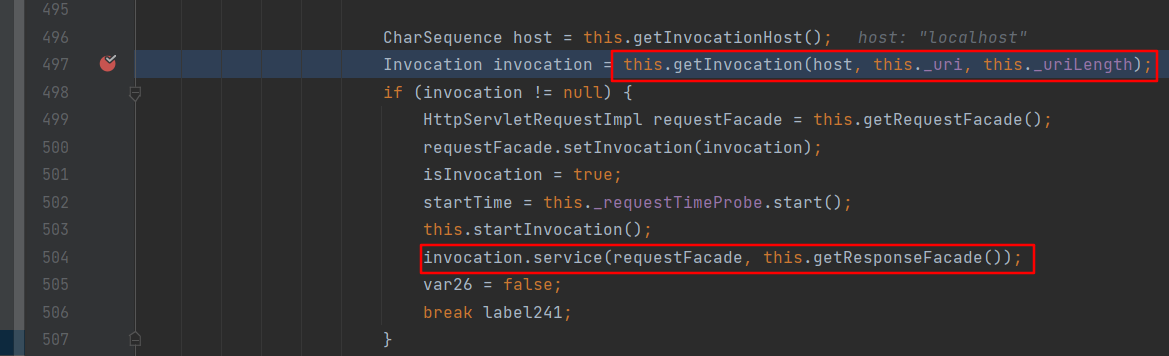 495
496 CharSequence host = this.getInvocationHost(); host: "localhost"
497 Invocation invocation = this.getInvocation(host, this._uri, this._uriLength);
498 if (invocation != null) {
499 HttpServletRequestImpl requestFacade = this.getRequestFacade();
500 requestFacade.setInvocation(invocation);
501 isInvocation = true;
502 startTime = this._requestTimeProbe.start();
503 this.startInvocation();
504 invocation.service(requestFacade, this.getResponseFacade());
505 var26 = false;
506 break label241;
507 }